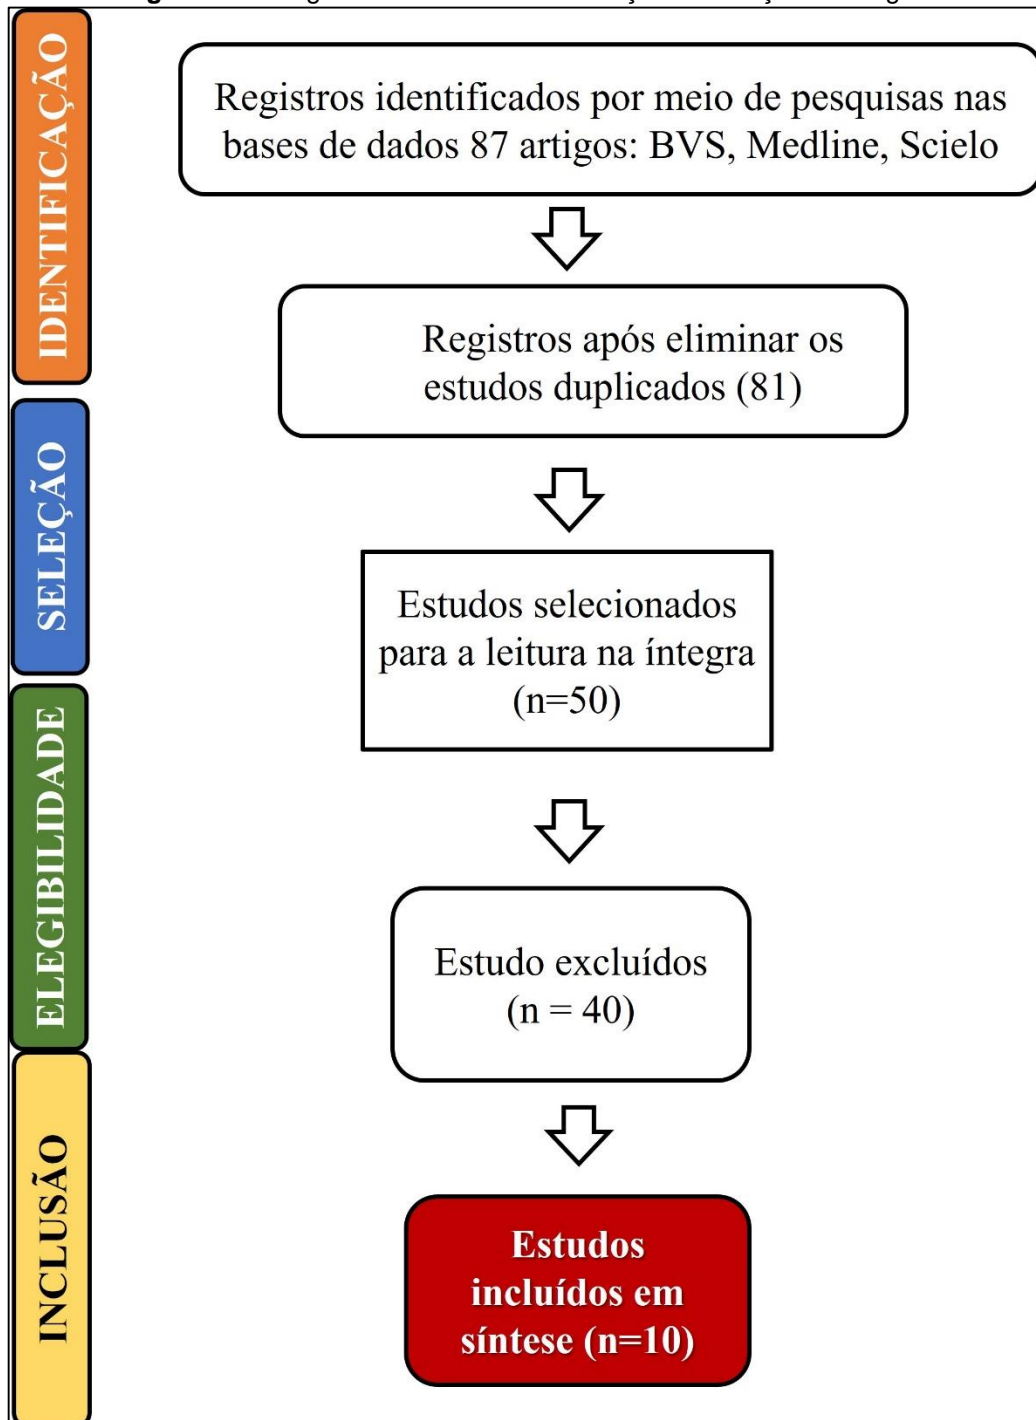 IDENTIFICAÇÃO
Registros identificados por meio de pesquisas nas
bases de dados 87 artigos: BVS, Medline, Scielo
Registros após eliminar os
estudos duplicados (81)
SELEÇÃO
Estudos selecionados
para a leitura na íntegra
(n=50)
ELEGIBILIDADE
Estudo excluídos
(n = 40)
INCLUSÃO
Estudos
incluídos em
síntese (n=10)